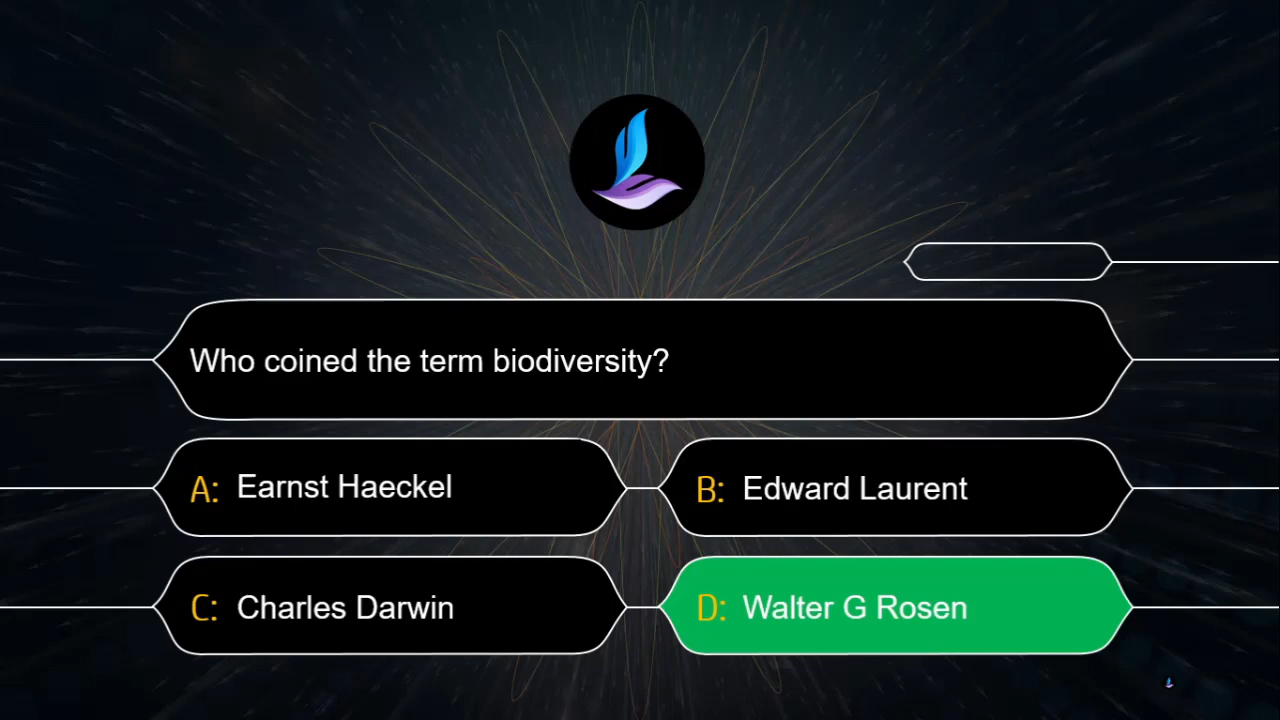 Who coined the term biodiversity?
A: Earnst Haeckel
B: Edward Laurent
C: Charles Darwin
D: Walter G Rosen